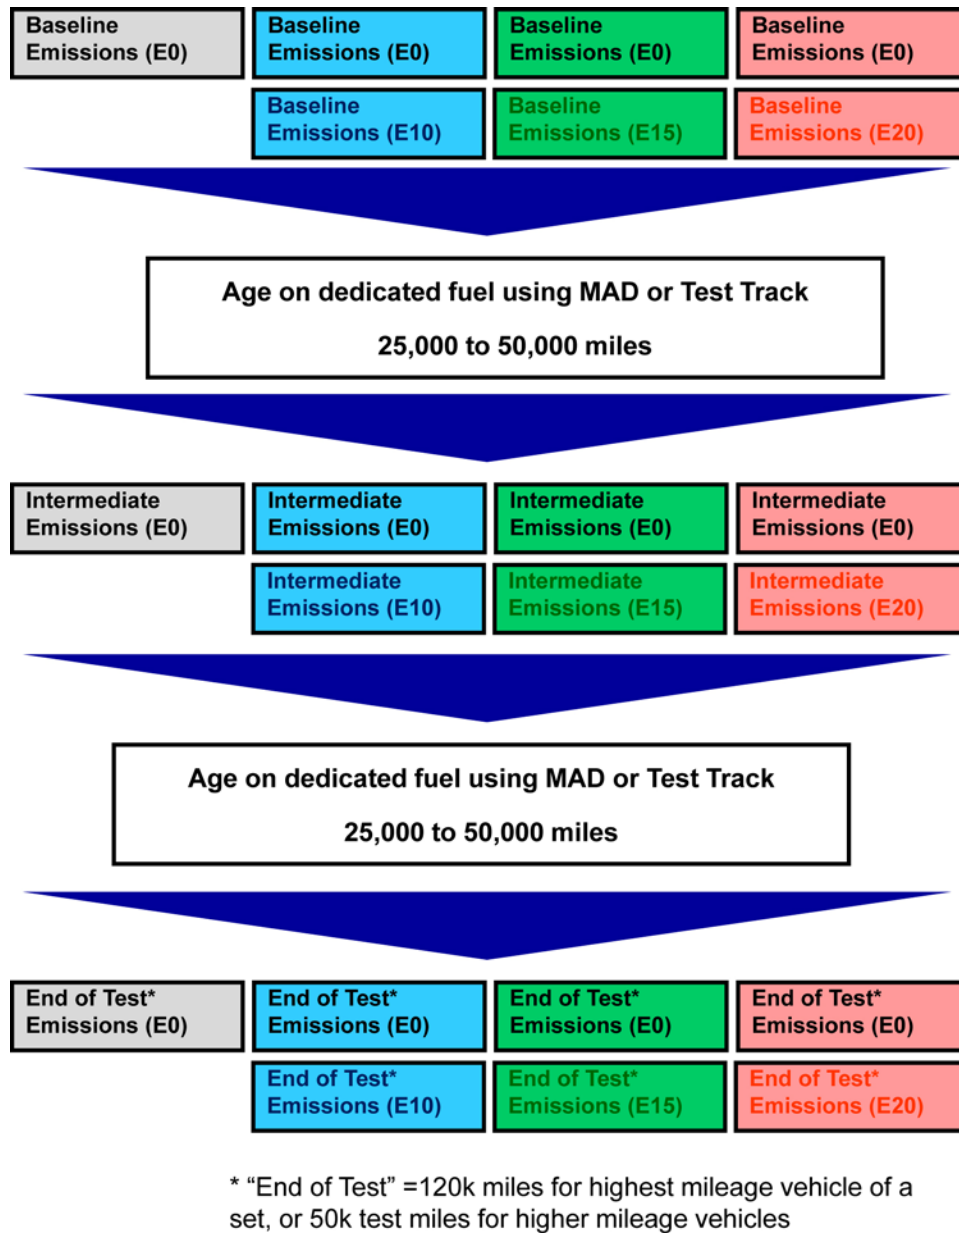 Baseline
Emissions (E0)
Baseline
Emissions (E0)
Baseline
Emissions (E0)
Baseline
Emissions (E0)
Baseline
Emissions (E10)
Baseline
Emissions (E15)
Baseline
Emissions (E20)
Age on dedicated fuel using MAD or Test Track
25,000 to 50,000 miles
Intermediate
Emissions (E0)
Intermediate
Emissions (E0)
Intermediate
Emissions (E0)
Intermediate
Emissions (E0)
Intermediate
Emissions (E10)
Intermediate
Emissions (E15)
Intermediate
Emissions (E20)
Age on dedicated fuel using MAD or Test Track
25,000 to 50,000 miles
End of Test*
Emissions (E0)
End of Test*
Emissions (E0)
End of Test*
Emissions (E0)
End of Test*
Emissions (E0)
End of Test*
Emissions (E10)
End of Test*
Emissions (E15)
End of Test*
Emissions (E20)
* “End of Test” =120k miles for highest mileage vehicle of a
set, or 50k test miles for higher mileage vehicles